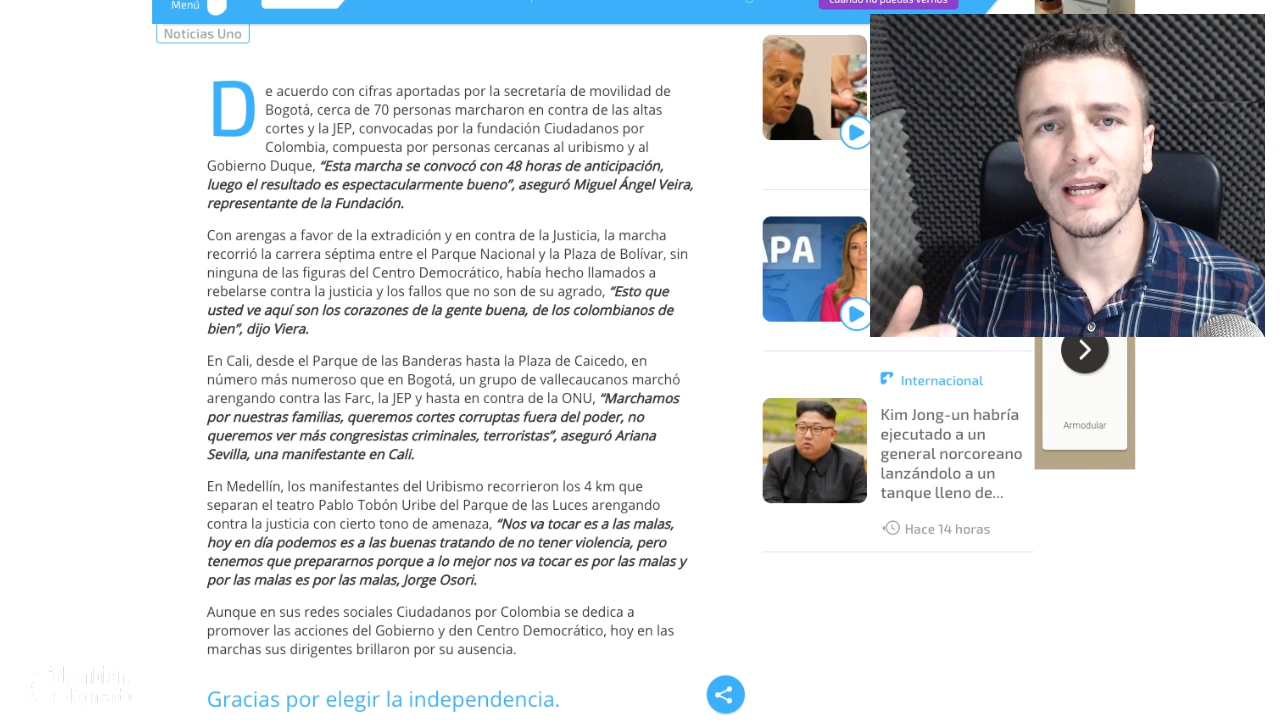 Menú
cuando no puedas vernos
Noticias Uno
De acuerdo con cifras aportadas por la secretaría de movilidad de
Bogotá, cerca de 70 personas marcharon en contra de las altas
cortes y la JEP, convocadas por la fundación Ciudadanos por
Colombia, compuesta por personas cercanas al uribismo y al
Gobierno Duque, “Esta marcha se convocó con 48 horas de anticipación,
luego el resultado es espectacularmente bueno”, aseguró Miguel Ángel Veira,
representante de la Fundación.
Con arengas a favor de la extradición y en contra de la Justicia, la marcha
recorrió la carrera séptima entre el Parque Nacional y la Plaza de Bolívar, sin
ninguna de las figuras del Centro Democrático, había hecho llamados a
rebelarse contra la justicia y los fallos que no son de su agrado, “Esto que
usted ve aquí son los corazones de la gente buena, de los colombianos de
bien”, dijo Viera.
En Cali, desde el Parque de las Banderas hasta la Plaza de Caicedo, en
número más numeroso que en Bogotá, un grupo de vallecaucanos marchó
arengando contra las Farc, la JEP y hasta en contra de la ONU, “Marchamos
por nuestras familias, queremos cortes corruptas fuera del poder, no
queremos ver más congresistas criminales, terroristas”, aseguró Ariana
Sevilla, una manifestante en Cali.
En Medellín, los manifestantes del Uribismo recorrieron los 4 km que
separan el teatro Pablo Tobón Uribe del Parque de las Luces arengando
contra la justicia con cierto tono de amenaza, “Nos va tocar es a las malas,
hoy en día podemos es a las buenas tratando de no tener violencia, pero
tenemos que prepararnos porque a lo mejor nos va tocar es por las malas y
por las malas es por las malas, Jorge Osori.
Aunque en sus redes sociales Ciudadanos por Colombia se dedica a
promover las acciones del Gobierno y den Centro Democrático, hoy en las
marchas sus dirigentes brillaron por su ausencia.
Gracias por elegir la independencia.
APA
Internacional
Kim Jong-un habría
ejecutado a un
general norcoreano
lanzándolo a un
tanque lleno de...
Hace 14 horas
Armodular